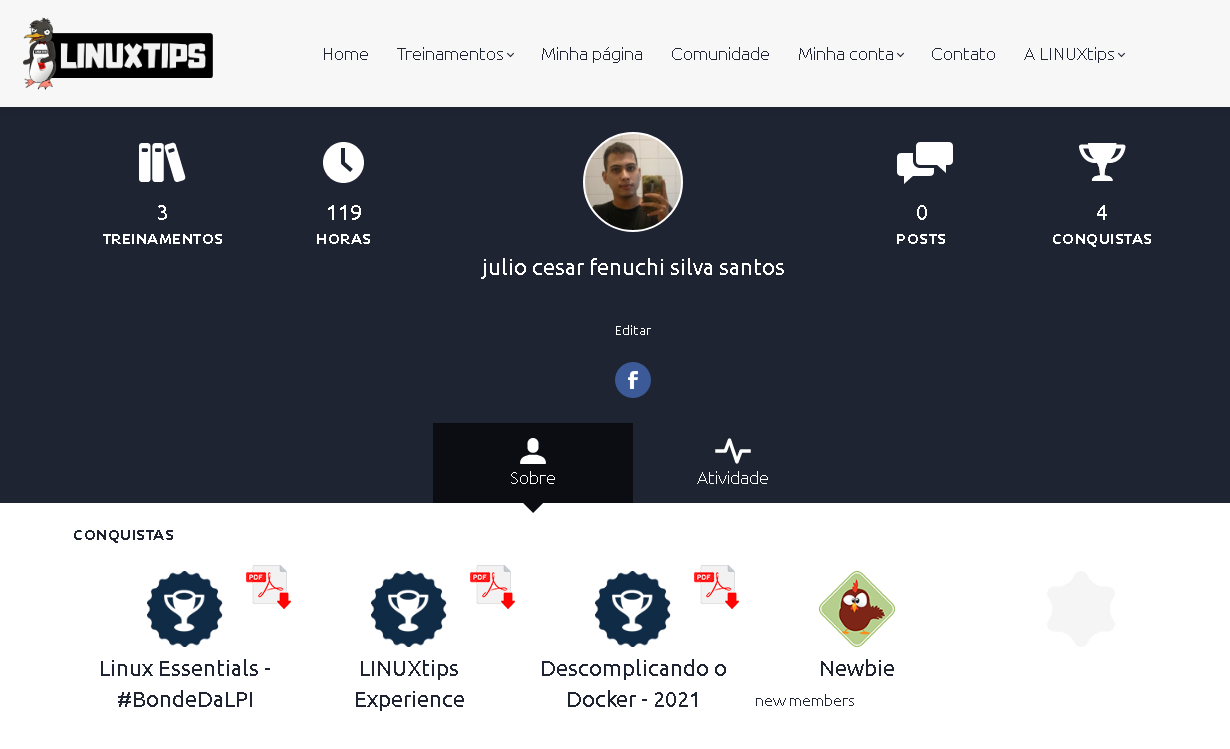 LINUXTIPS
Home Treinamentos Minha página Comunidade Minha conta Contato A LINUXtips
3
TREINAMENTOS
119
HORAS
julio cesar fenuchi silva santos
Editar
f
0
POSTS
4
CONQUISTAS
Sobre
Atividade
CONQUISTAS
PDF
Linux Essentials -
#BondeDaLPI
PDF
LINUXtips
Experience
PDF
Descomplicando o
Docker - 2021
Newbie
new members